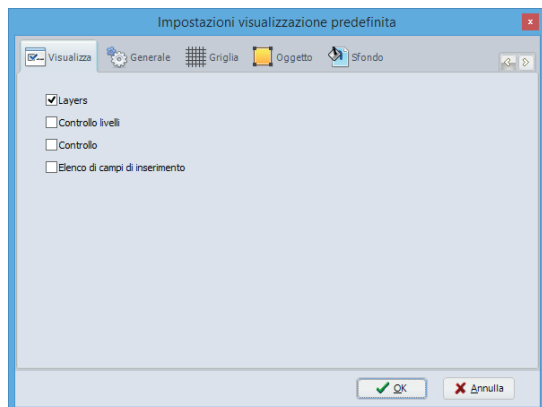 Impostazioni visualizzazione predefinita
x
Visualizza Generale Griglia Oggetto Sfondo
Layers
Controllo livelli
Controllo
Elenco di campi di inserimento
OK Annulla